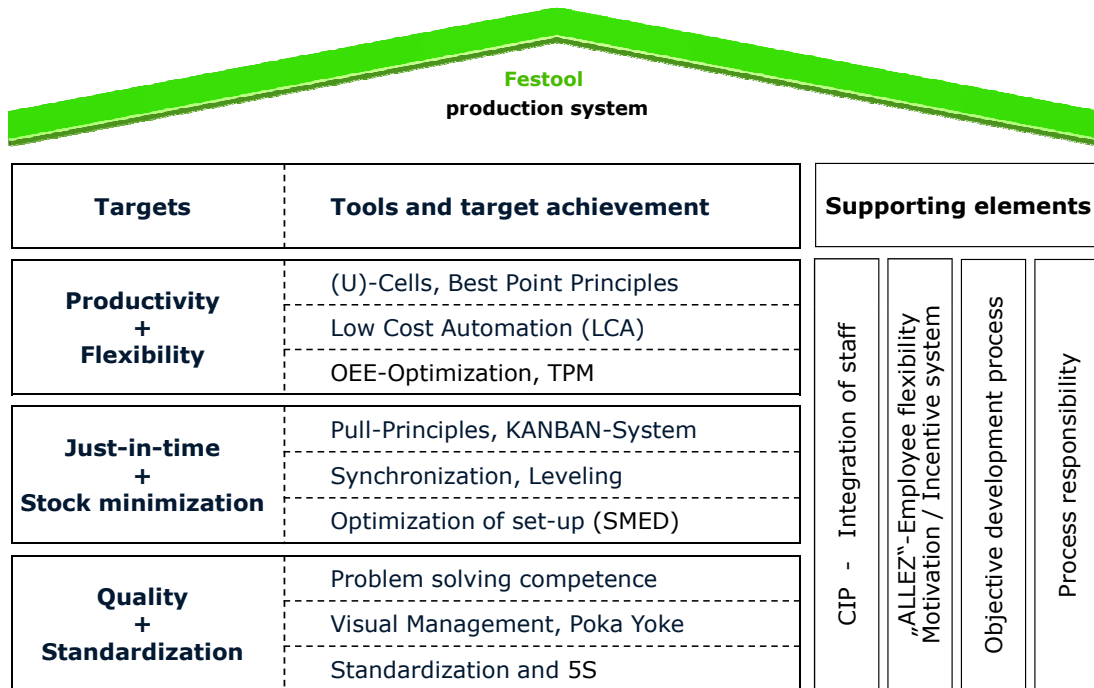 Festool
production system
Targets
Tools and target achievement
Supporting elements
Productivity
+
Flexibility
(U)-Cells, Best Point Principles
Low Cost Automation (LCA)
OEE-Optimization, TPM
Just-in-time
+
Stock minimization
Pull-Principles, KANBAN-System
Synchronization, Leveling
Optimization of set-up (SMED)
Quality
+
Standardization
Problem solving competence
Visual Management, Poka Yoke
Standardization and 5S
CIP - Integration of staff
„ALLEZ“-Employee flexibility
Motivation / Incentive system
Objective development process
Process responsibility